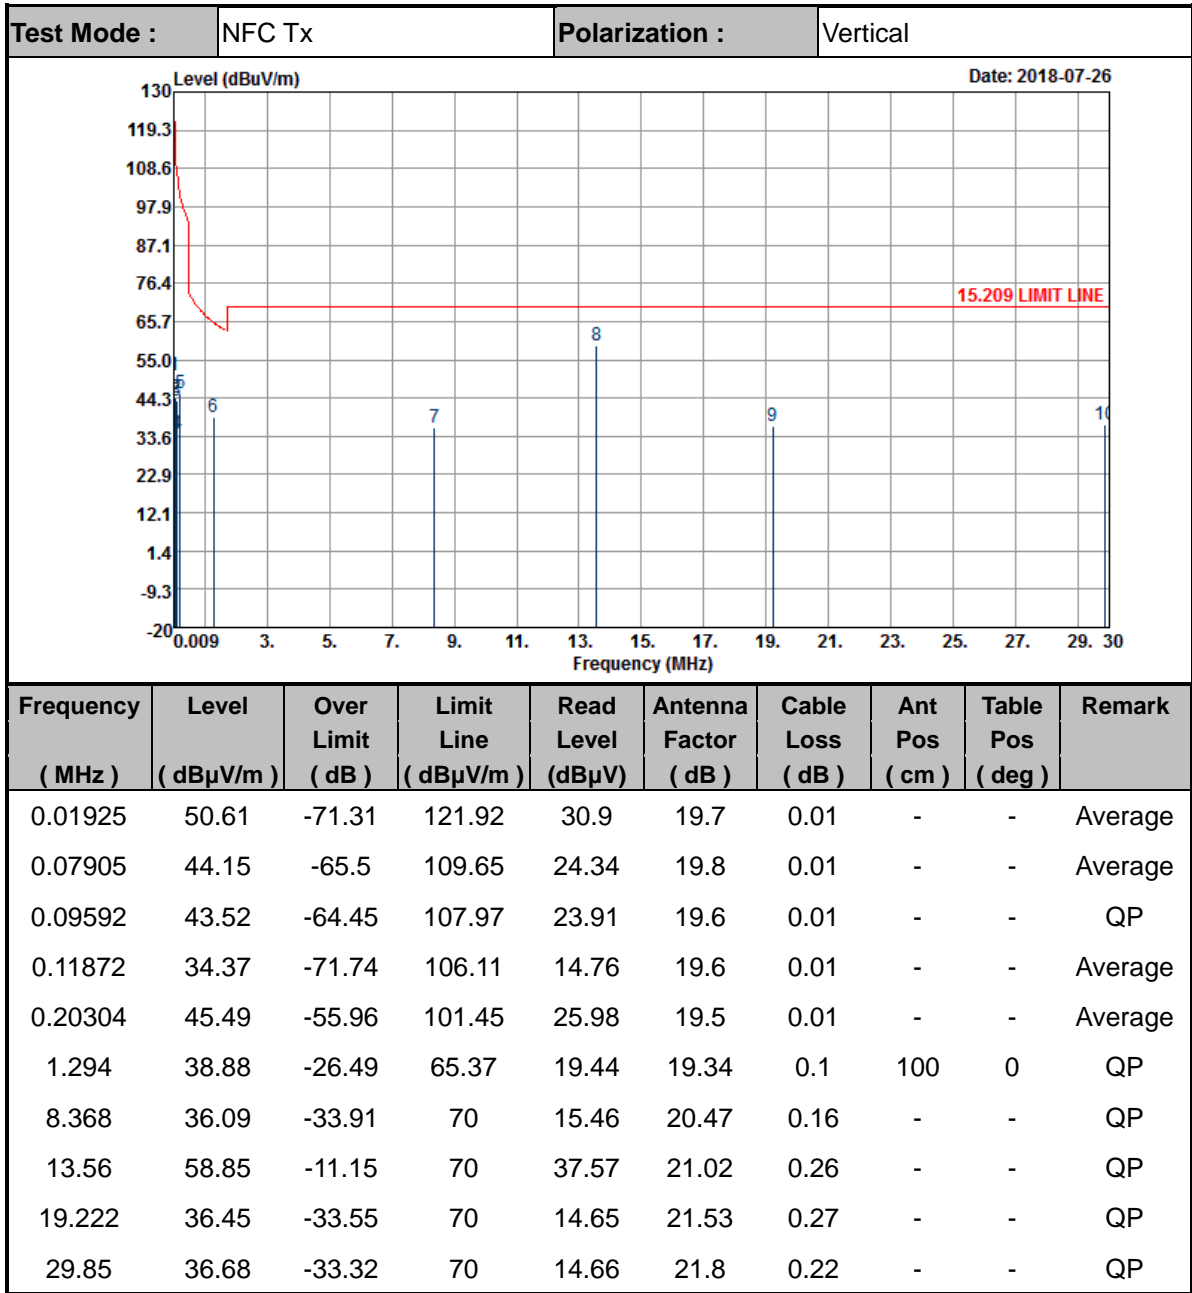 Test Mode : NFC Tx Polarization : Vertical
Level (dBuV/m) Date: 2018-07-26
130
119.3
108.6
97.9
87.1
76.4
15.209 LIMIT LINE
65.7
8
55.0
5
44.3
6 7 9 10
33.6
22.9
12.1
1.4
-9.3
-20
0.009 3. 5. 7. 9. 11. 13. 15. 17. 19. 21. 23. 25. 27. 29. 30
Frequency (MHz)
Frequency Level Over Limit Read Antenna Cable Ant Table Remark
Limit Line Level Factor Loss Pos Pos
( MHz ) ( dBµV/m ) ( dB ) ( dBµV/m ) (dBµV) ( dB ) ( dB ) ( cm ) ( deg )
0.01925 50.61 -71.31 121.92 30.9 19.7 0.01 - - Average
0.07905 44.15 -65.5 109.65 24.34 19.8 0.01 - - Average
0.09592 43.52 -64.45 107.97 23.91 19.6 0.01 - - QP
0.11872 34.37 -71.74 106.11 14.76 19.6 0.01 - - Average
0.20304 45.49 -55.96 101.45 25.98 19.5 0.01 - - Average
1.294 38.88 -26.49 65.37 19.44 19.34 0.1 100 0 QP
8.368 36.09 -33.91 70 15.46 20.47 0.16 - - QP
13.56 58.85 -11.15 70 37.57 21.02 0.26 - - QP
19.222 36.45 -33.55 70 14.65 21.53 0.27 - - QP
29.85 36.68 -33.32 70 14.66 21.8 0.22 - - QP